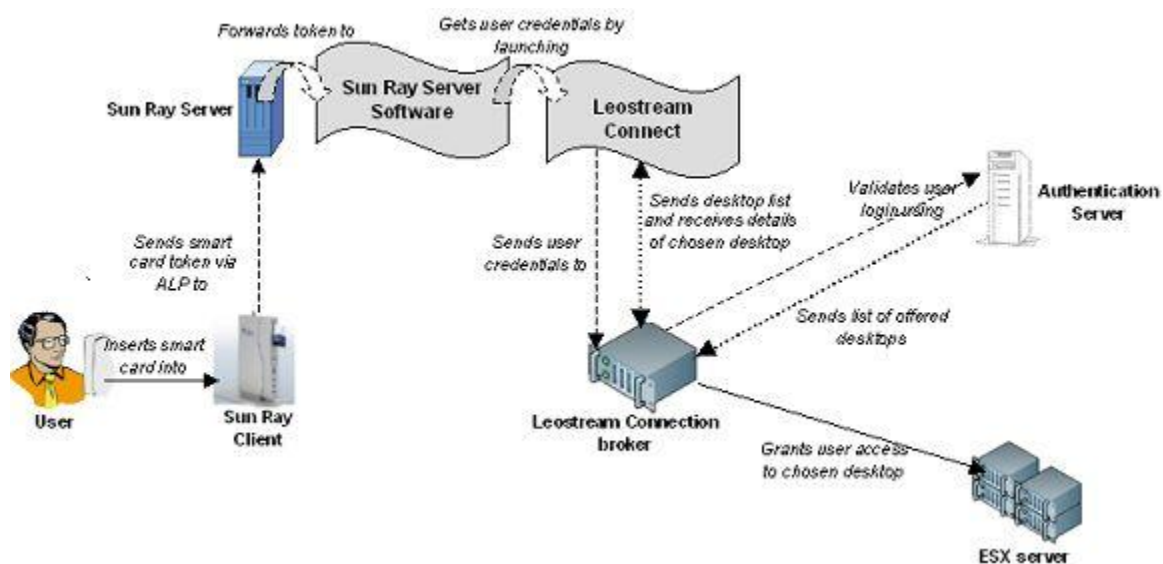 Forwards token to
Gets user credentials by
launching
Sun Ray Server
Sun Ray Server
Software
Leostream
Connect
Sends smart
card token via
ALP to
Sends user
credentials to
Sends desktop list
and receives details
of chosen desktop
Validates user
login using
Authentication
Server
Sends list of offered
desktops
Inserts smart
card into
User
Sun Ray
Client
Leostream Connection
broker
Grants user access
to chosen desktop
ESX server